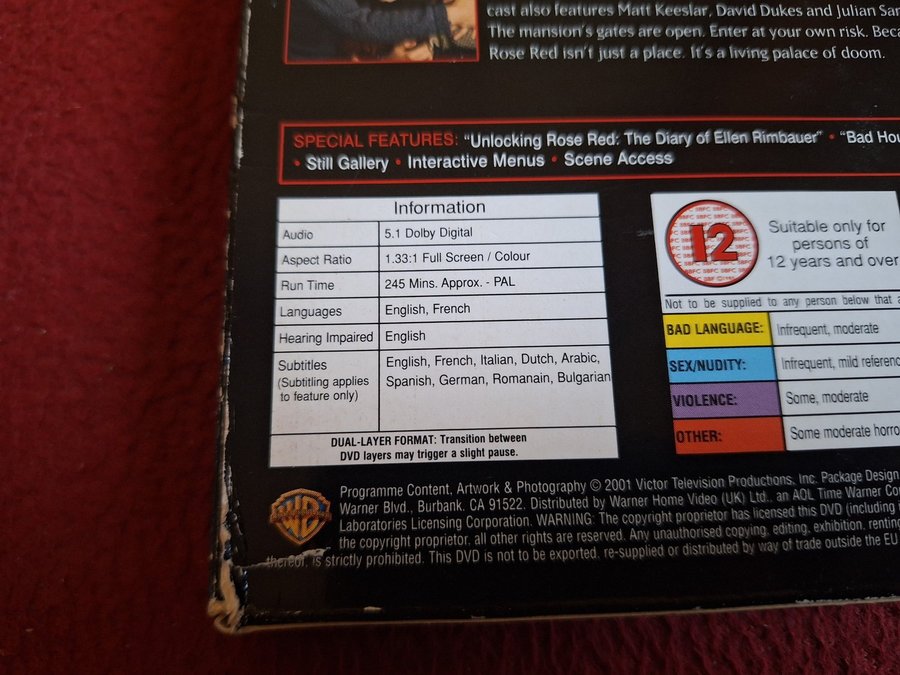 cast also features Matt Keeslar, David Dukes and Julian
The mansion's gates are open. Enter at your own risk.
Rose Red isn't just a place. It's a living palace of doom.
SPECIAL FEATURES: "Unlocking Rose Red: The Diary of Ellen Rimbauer" • "Bad
• Still Gallery • Interactive Menus • Scene Access
Information
Audio 5.1 Dolby Digital
Aspect Ratio 1.33:1 Full Screen / Colour
Run Time 245 Mins. Approx. - PAL
Languages English, French
Hearing Impaired English
Subtitles English, French, Italian, Dutch, Arabic,
(Subtitling applies Spanish, German, Romanain, Bulgarian
to feature only)
DUAL-LAYER FORMAT: Transition between
DVD layers may trigger a slight pause.
12
Suitable only for
persons of
12 years and over
Not to be supplied to any person below that
BAD LANGUAGE: Infrequent, moderate
SEX/NUDITY: Infrequent, mild
VIOLENCE: Some, moderate
OTHER: Some moderate
WB
Programme Content, Artwork & Photography © 2001 Victor Television Productions, Inc. Package Design
Warner Blvd., Burbank, CA 91522. Distributed by Warner Home Video (UK) Ltd., an AOL Time Warner
Laboratories Licensing Corporation. WARNING: The copyright proprietor has licensed this DVD (including
the copyright proprietor, all other rights are reserved. Any unauthorised copying, editing, exhibition, renting
thereof, is strictly prohibited. This DVD is not to be exported, re-supplied or distributed by way of trade outside the EU